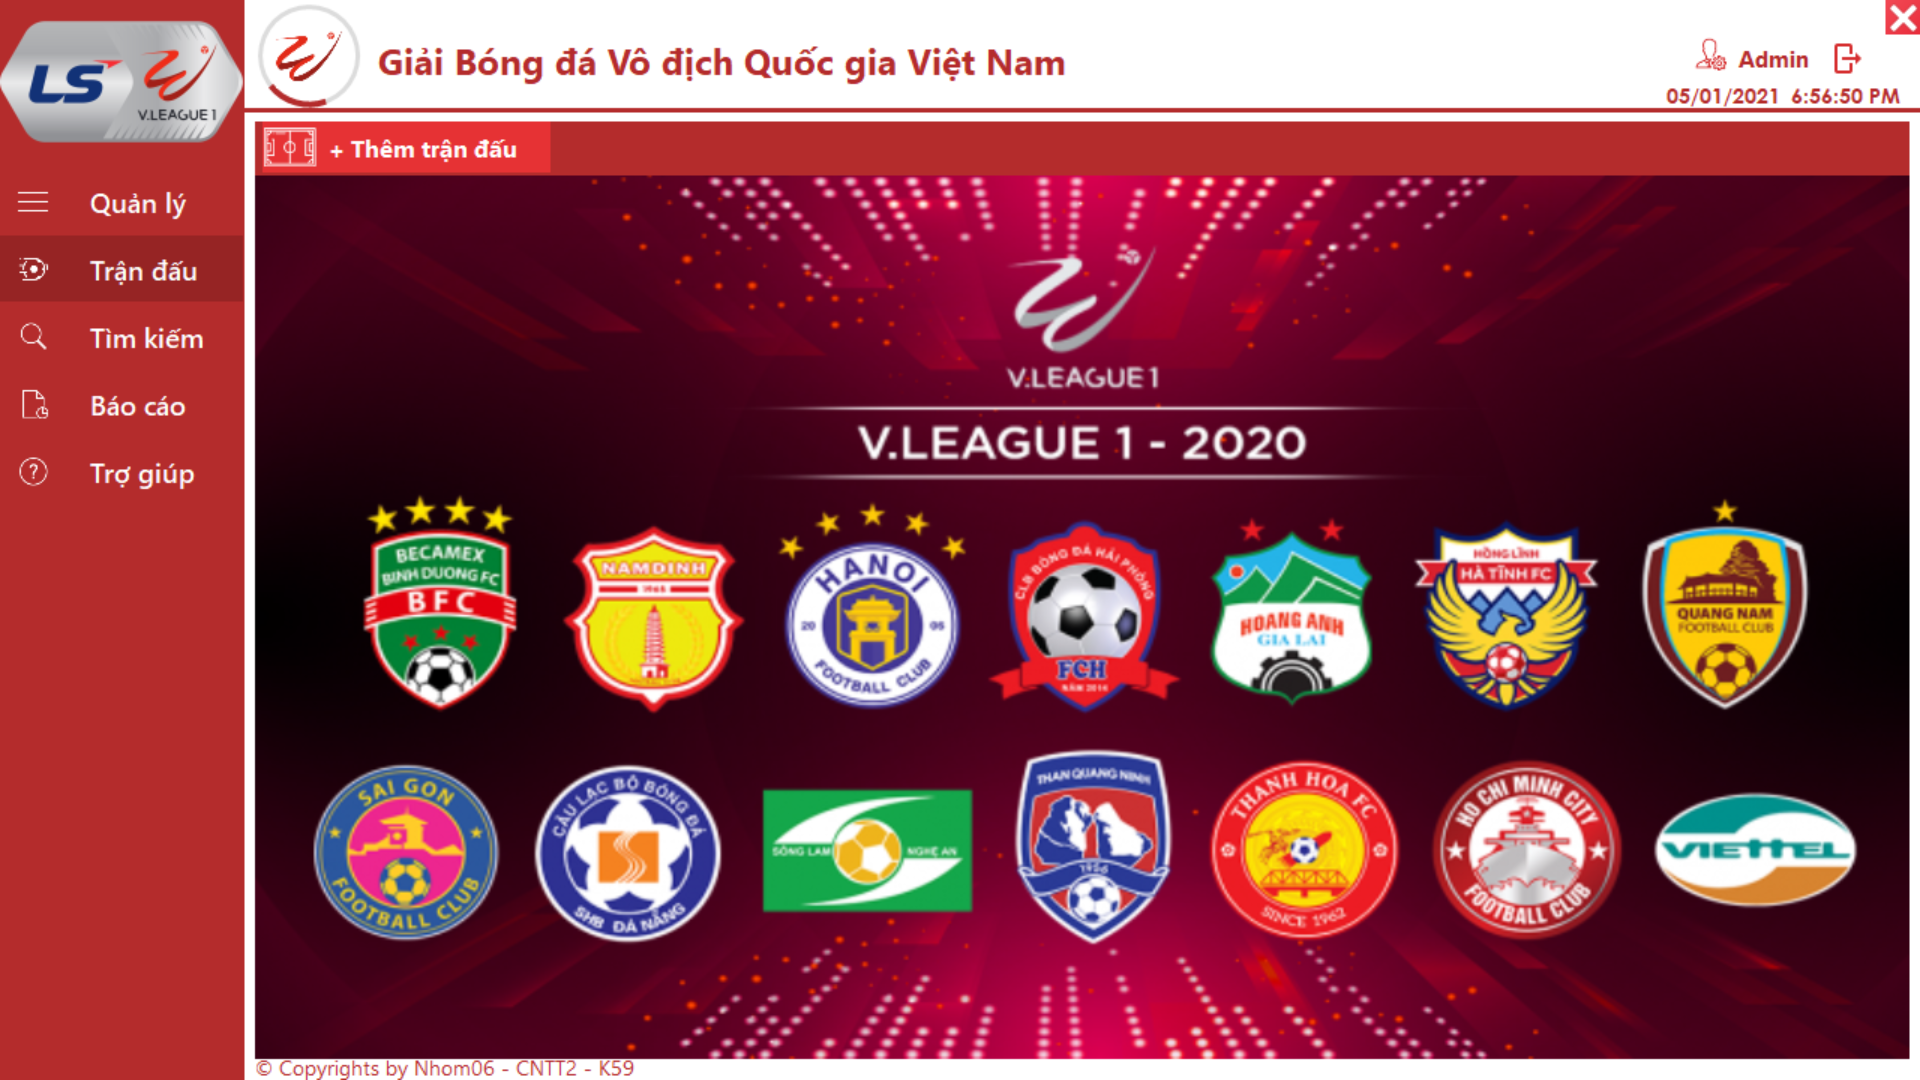 LS
V.LEAGUE 1
Giải Bóng đá Vô địch Quốc gia Việt Nam
Admin
05/01/2021 6:56:50 PM
+ Thêm trận đấu
Quản lý
Trận đấu
Tìm kiếm
Báo cáo
Trợ giúp
V.LEAGUE 1
V.LEAGUE 1 - 2020
BECAMEX
BINH DUONG FC
BFC
NAMDINH
1965
HANOI
20 06
FOOTBALL CLUB
CLB BÓNG ĐÁ HẢI PHÒNG
FCH
NĂM 2014
HOANG ANH
GIA LAI
HỒNG LĨNH
HÀ TĨNH FC
QUANG NAM
FOOTBALL CLUB
SAI GON
FOOTBALL CLUB
CÂU LẠC BỘ BÓNG ĐÁ
SHB ĐÀ NẴNG
SÔNG LAM NGHỆ AN
THAN QUANG NINH
1956
THANH HOA FC
SINCE 1962
HO CHI MINH CITY
FOOTBALL CLUB
VIETTEL
© Copyrights by Nhom06 - CNTT2 - K59